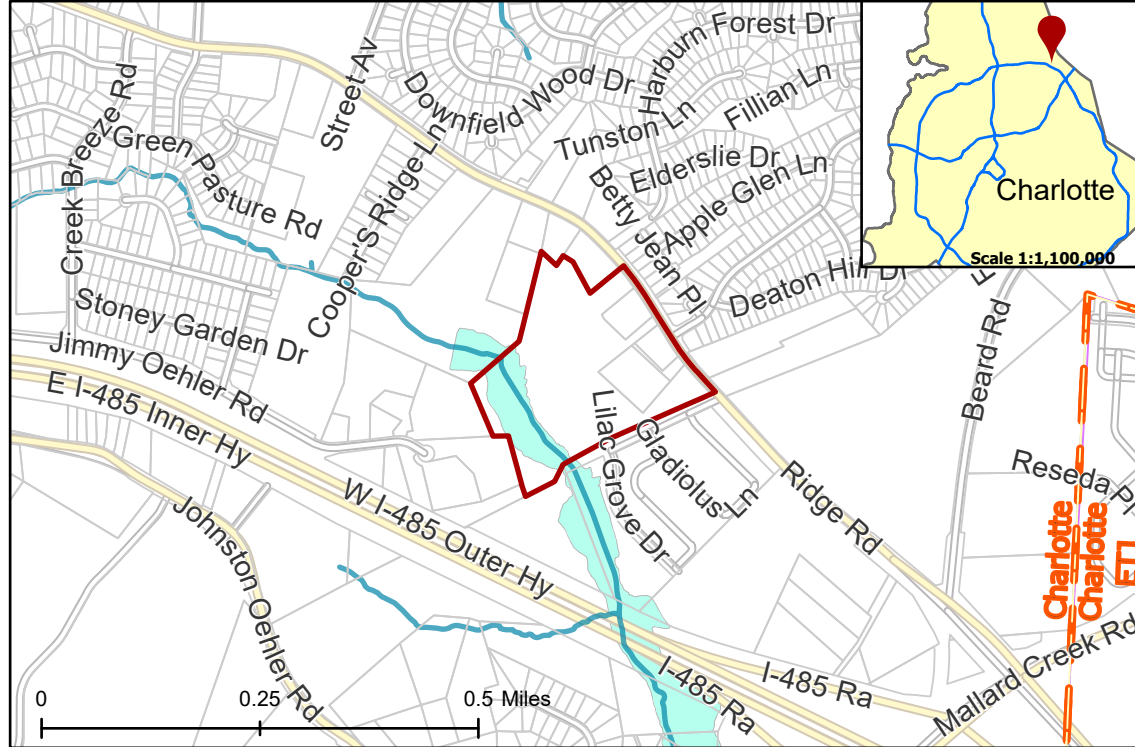 Harburn Forest Dr
Downfield Wood Dr
Fillian Ln
Street Av
Tunston Ln
Creek Breeze Rd
Green Pasture Rd
Cooper'S Ridge Ln
Elderslie Dr
Apple Glen Ln
Betty Jean Pl
Charlotte
Scale 1:1,100,000
Deaton Hill Dr
Stoney Garden Dr
Jimmy Oehler Rd
E I-485 Inner Hy
Beard Rd
Lilac Grove Dr
Gladiolus Ln
Ridge Rd
W I-485 Outer Hy
Johnston Oehler Rd
Charlotte
Charlotte
I-485 Ra
I-485 Ra
Mallard Creek Rd
0
0.25
0.5 Miles